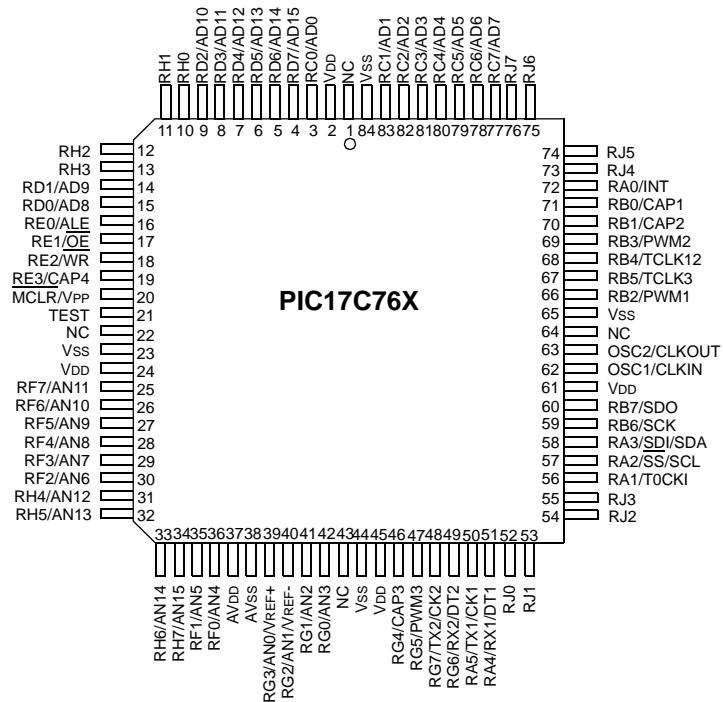 RH1
RH0
RD2/AD10
RD3/AD11
RD4/AD12
RD5/AD13
RD6/AD14
RD7/AD15
RC0/AD0
VDD
NC
VSS
RC1/AD1
RC2/AD2
RC3/AD3
RC4/AD4
RC5/AD5
RC6/AD6
RC7/AD7
RJ7
RJ6
11 10 9 8 7 6 5 4 3 2 1 84 83 82 81 80 79 78 77 76 75
RH2 12
RH3 13
RD1/AD9 14
RD0/AD8 15
RE0/ALE 16
RE1/OE 17
RE2/WR 18
RE3/CAP4 19
MCLR/VPP 20
TEST 21
NC 22
VSS 23
VDD 24
RF7/AN11 25
RF6/AN10 26
RF5/AN9 27
RF4/AN8 28
RF3/AN7 29
RF2/AN6 30
RH4/AN12 31
RH5/AN13 32
PIC17C76X
74 RJ5
73 RJ4
72 RA0/INT
71 RB0/CAP1
70 RB1/CAP2
69 RB3/PWM2
68 RB4/TCLK12
67 RB5/TCLK3
66 RB2/PWM1
65 VSS
64 NC
63 OSC2/CLKOUT
62 OSC1/CLKIN
61 VDD
60 RB7/SDO
59 RB6/SCK
58 RA3/SDI/SDA
57 RA2/SS/SCL
56 RA1/T0CKI
55 RJ3
54 RJ2
33 34 35 36 37 38 39 40 41 42 43 44 45 46 47 48 49 50 51 52 53
RH6/AN14
RH7/AN15
RF1/AN5
RF0/AN4
AVDD
AVSS
RG3/AN0/VREF+
RG2/AN1/VREF-
RG1/AN2
RG0/AN3
NC
VSS
VDD
RG4/CAP3
RG5/PWM3
RG7/TX2/CK2
RG6/RX2/DT2
RA5/TX1/CK1
RA4/RX1/DT1
RJ0
RJ1